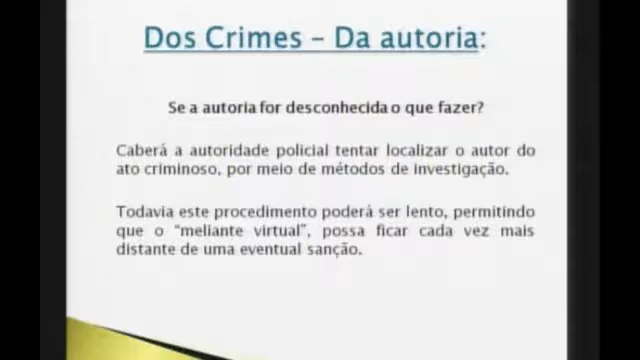 Dos Crimes – Da autoria:
Se a autoria for desconhecida o que fazer?
Caberá a autoridade policial tentar localizar o autor do
ato criminoso, por meio de métodos de investigação.
Todavia este procedimento poderá ser lento, permitindo
que o “meliante virtual”, possa ficar cada vez mais
distante de uma eventual sanção.